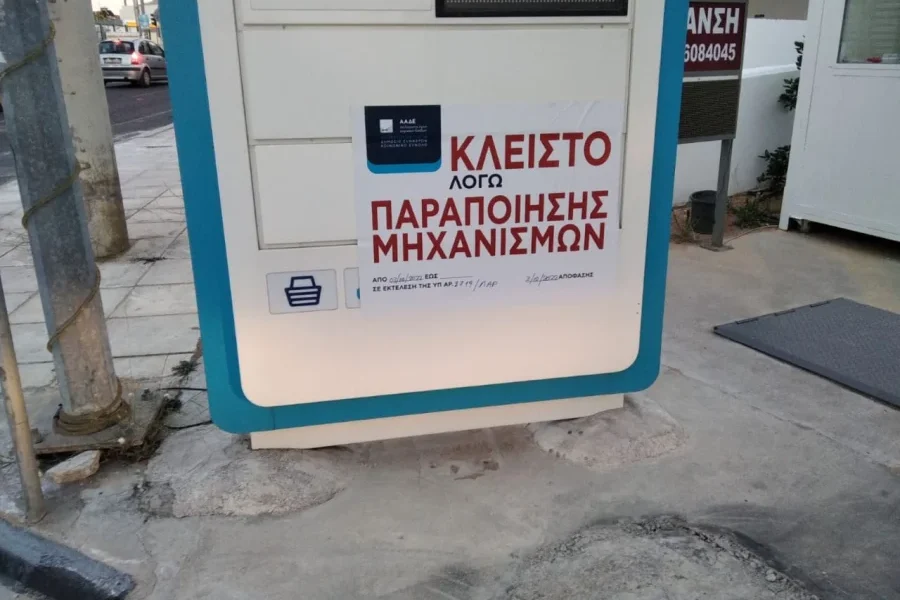 ΑΝΣΗ
6084045
ΑΑΔΕ
ΚΛΕΙΣΤΟ
ΛΟΓΩ
ΠΑΡΑΠΟΙΗΣΗΣ
ΜΗΧΑΝΙΣΜΩΝ
ΑΠΟ ΕΩΣ ΑΠΟΦΑΣΗΣ
ΣΕ ΕΚΤΕΛΕΣΗ ΤΗΣ ΥΠ ΑΡ.